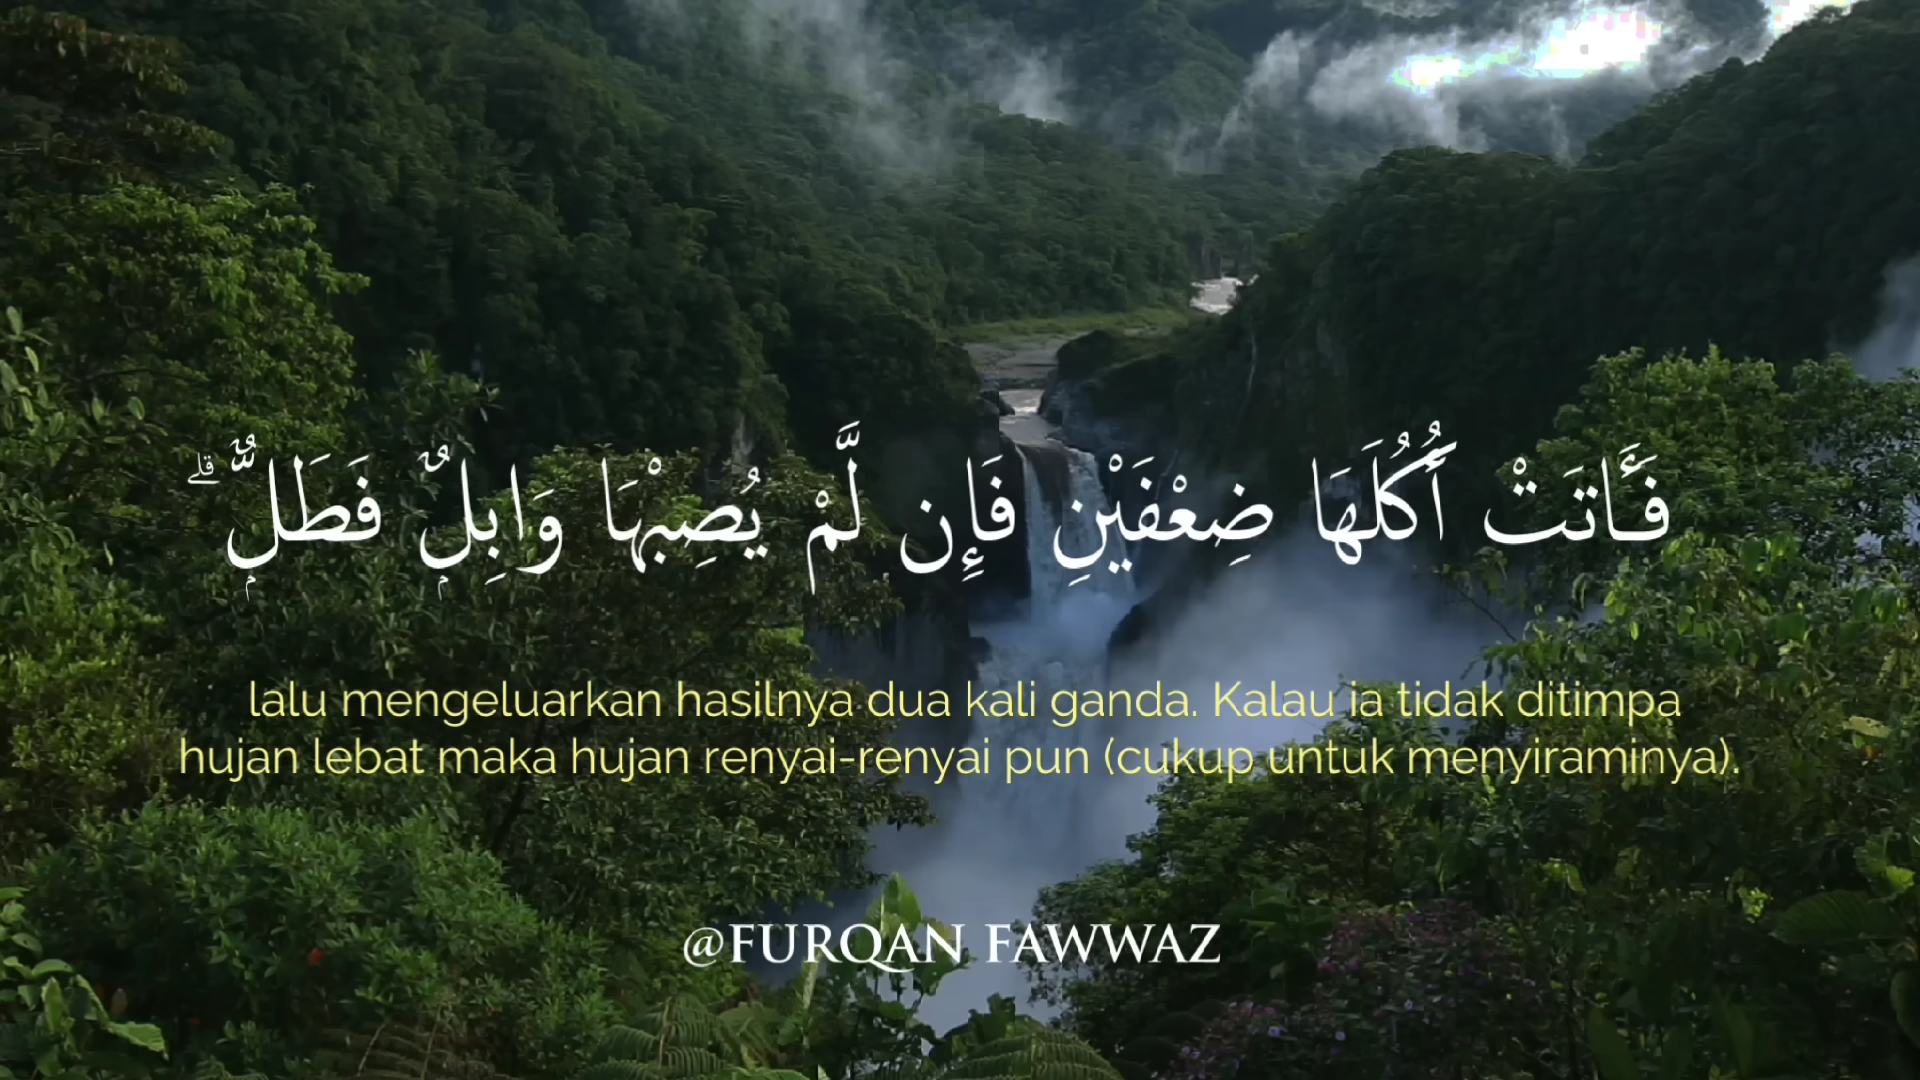 فَـَٔاتَتْ أُكُلَهَا ضِعْفَيْنِ فَإِن لَّمْ يُصِبْهَا وَابِلٌۭ فَطَلٌّۭ ۗ
lalu mengeluarkan hasilnya dua kali ganda. Kalau ia tidak ditimpa
hujan lebat maka hujan renyai-renyai pun (cukup untuk menyiraminya).
@FURQAN FAWWAZ